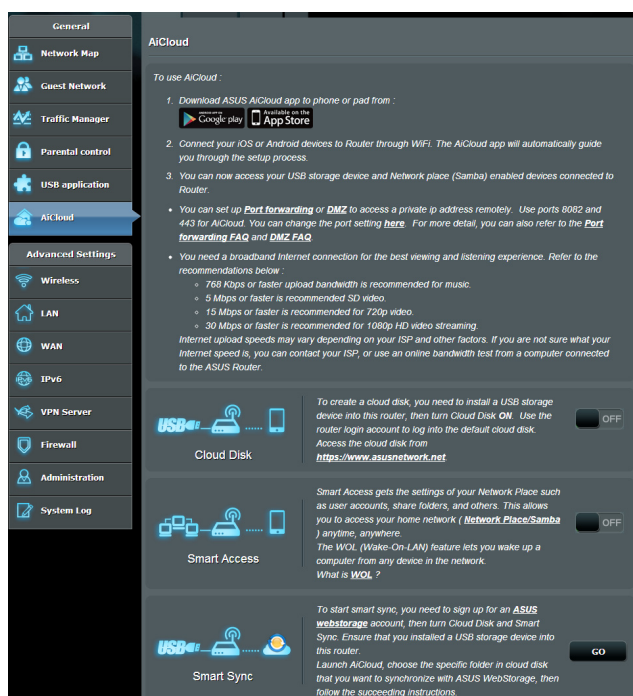 General
Network Map
Guest Network
Traffic Manager
Parental control
USB application
AiCloud
Advanced Settings
Wireless
LAN
WAN
IPv6
IPv6
VPN Server
Firewall
Administration
System Log
AiCloud
To use AiCloud :
1. Download ASUS AiCloud app to phone or pad from :
ANDROID APP ON
Google play
Available on the
App Store
2. Connect your iOS or Android devices to Router through WiFi. The AiCloud app will automatically guide
you through the setup process.
3. You can now access your USB storage device and Network place (Samba) enabled devices connected to
Router.
• You can set up Port forwarding or DMZ to access a private ip address remotely. Use ports 8082 and
443 for AiCloud. You can change the port setting here. For more detail, you can also refer to the Port
forwarding FAQ and DMZ FAQ.
• You need a broadband Internet connection for the best viewing and listening experience. Refer to the
recommendations below :
○ 768 Kbps or faster upload bandwidth is recommended for music.
○ 5 Mbps or faster is recommended SD video.
○ 15 Mbps or faster is recommended for 720p video.
○ 30 Mbps or faster is recommended for 1080p HD video streaming.
Internet upload speeds may vary depending on your ISP and other factors. If you are not sure what your
Internet speed is, you can contact your ISP, or use an online bandwidth test from a computer connected
to the ASUS Router.
USB
Cloud Disk
To create a cloud disk, you need to install a USB storage
device into this router, then turn Cloud Disk ON. Use the
router login account to log into the default cloud disk.
Access the cloud disk from
https://www.asusnetwork.net
OFF
Smart Access
Smart Access gets the settings of your Network Place such
as user accounts, share folders, and others. This allows
you to access your home network ( Network Place/Samba
) anytime, anywhere.
The WOL (Wake-On-LAN) feature lets you wake up a
computer from any device in the network.
What is WOL ?
OFF
USB
Smart Sync
To start smart sync, you need to sign up for an ASUS
webstorage account, then turn Cloud Disk and Smart
Sync. Ensure that you installed a USB storage device into
this router.
Launch AiCloud, choose the specific folder in cloud disk
that you want to synchronize with ASUS WebStorage, then
follow the succeeding instructions.
GO